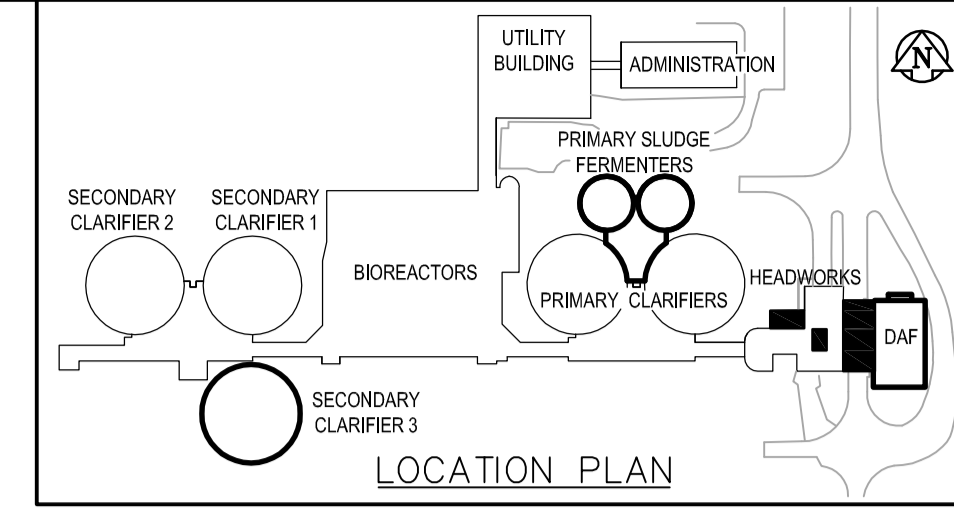 UTILITY
BUILDING
ADMINISTRATION
N
PRIMARY SLUDGE
FERMENTERS
SECONDARY
CLARIFIER 2
SECONDARY
CLARIFIER 1
BIOREACTORS
PRIMARY CLARIFIERS
HEADWORKS
DAF
SECONDARY
CLARIFIER 3
LOCATION PLAN